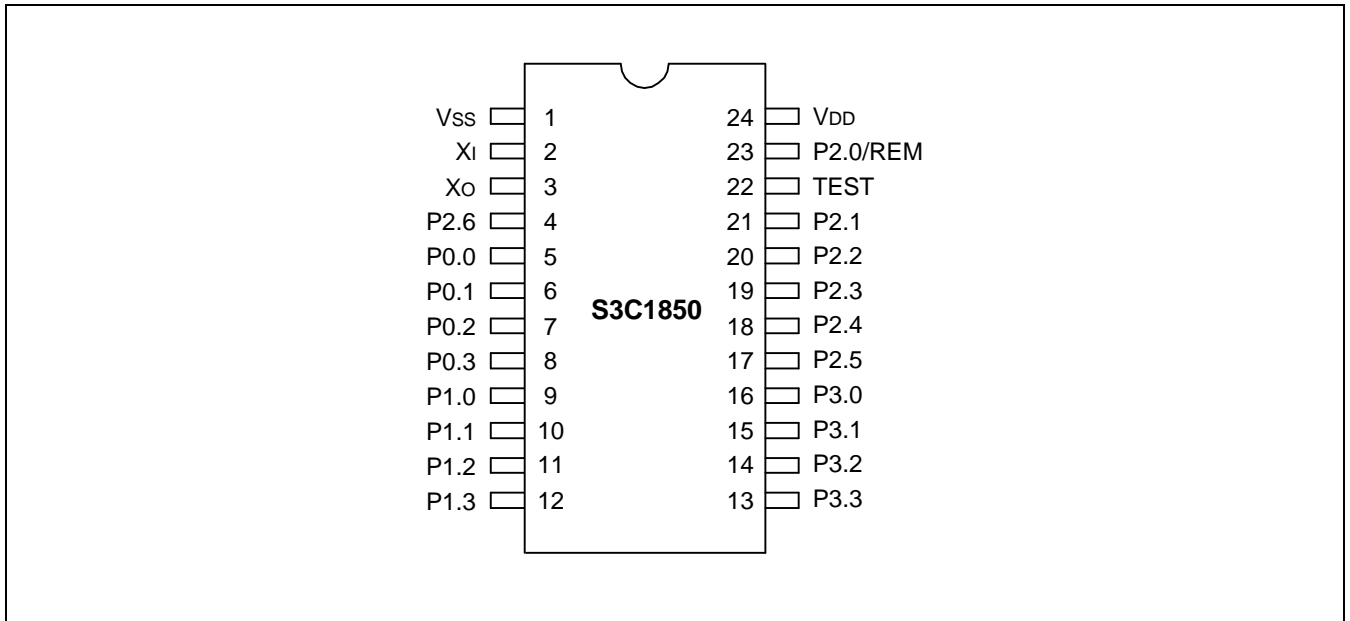 Vss 1 24 VDD
XI 2 23 P2.0/REM
XO 3 22 TEST
P2.6 4 21 P2.1
P0.0 5 20 P2.2
P0.1 6 19 P2.3
S3C1850
P0.2 7 18 P2.4
P0.3 8 17 P2.5
P1.0 9 16 P3.0
P1.1 10 15 P3.1
P1.2 11 14 P3.2
P1.3 12 13 P3.3